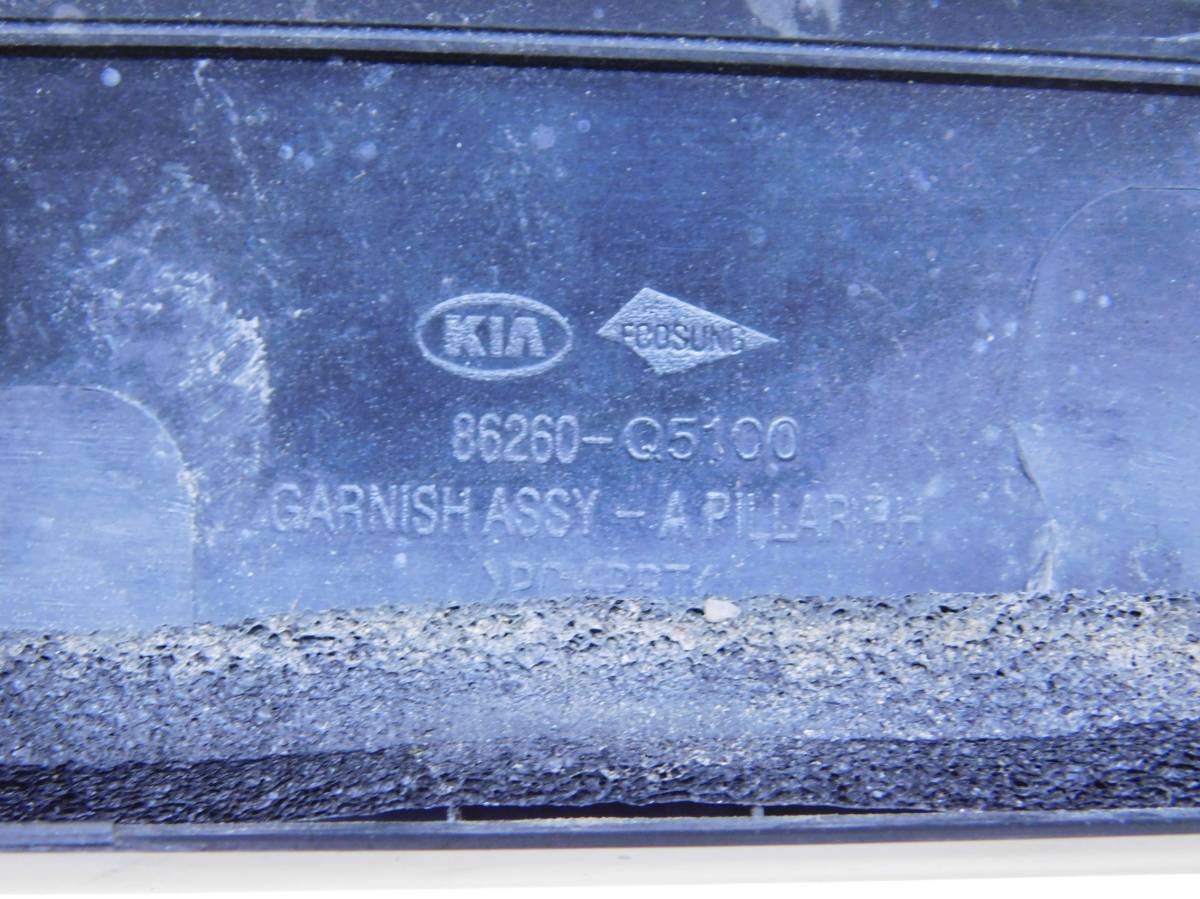 KIA ECOSUNG
86260-Q5100
GARNISH ASSY - A PILLAR RH